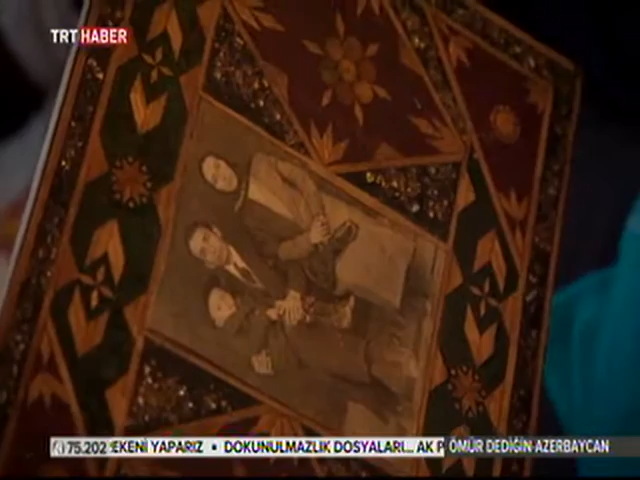 TRT HABER
75.202 EKENİ YAPARIZ • DOKUNULMAZLIK DOSYALARI... AK ÖMÜR DEDİĞİN AZERBAYCAN